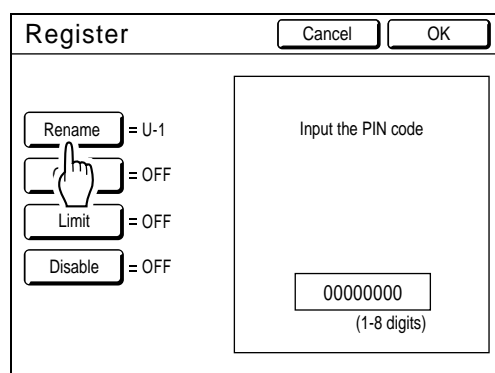 Register
Cancel
OK
Rename = U-1
Input the PIN code
= OFF
Limit = OFF
Disable = OFF
00000000
(1-8 digits)